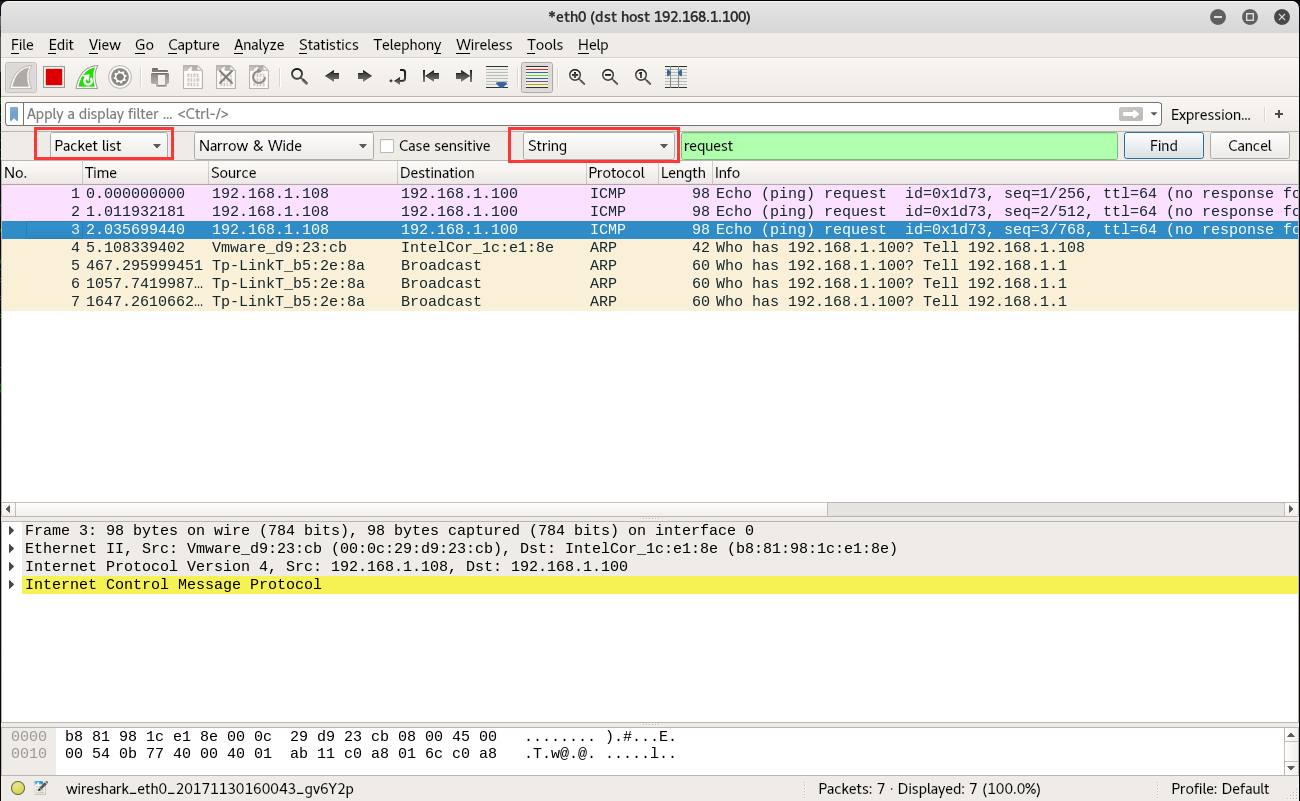 *eth0 (dst host 192.168.1.100)
File Edit View Go Capture Analyze Statistics Telephony Wireless Tools Help
Apply a display filter ... <Ctrl-/> Expression... +
Packet list Narrow & Wide Case sensitive String request Find Cancel
No. Time Source Destination Protocol Length Info
1 0.000000000 192.168.1.108 192.168.1.100 ICMP 98 Echo (ping) request id=0x1d73, seq=1/256, ttl=64 (no response fo
2 1.011932181 192.168.1.108 192.168.1.100 ICMP 98 Echo (ping) request id=0x1d73, seq=2/512, ttl=64 (no response fo
3 2.035699440 192.168.1.108 192.168.1.100 ICMP 98 Echo (ping) request id=0x1d73, seq=3/768, ttl=64 (no response fo
4 5.108339402 Vmware_d9:23:cb IntelCor_1c:e1:8e ARP 42 Who has 192.168.1.100? Tell 192.168.1.108
5 467.295999451 Tp-LinkT_b5:2e:8a Broadcast ARP 60 Who has 192.168.1.100? Tell 192.168.1.1
6 1057.7419987… Tp-LinkT_b5:2e:8a Broadcast ARP 60 Who has 192.168.1.100? Tell 192.168.1.1
7 1647.2610662… Tp-LinkT_b5:2e:8a Broadcast ARP 60 Who has 192.168.1.100? Tell 192.168.1.1
Frame 3: 98 bytes on wire (784 bits), 98 bytes captured (784 bits) on interface 0
Ethernet II, Src: Vmware_d9:23:cb (00:0c:29:d9:23:cb), Dst: IntelCor_1c:e1:8e (b8:81:98:1c:e1:8e)
Internet Protocol Version 4, Src: 192.168.1.108, Dst: 192.168.1.100
Internet Control Message Protocol
0000 b8 81 98 1c e1 8e 00 0c 29 d9 23 cb 08 00 45 00 ........ ).#...E.
0010 00 54 0b 77 40 00 40 01 ab 11 c0 a8 01 6c c0 a8 .T.w@.@. .....l..
wireshark_eth0_20171130160043_gv6Y2p Packets: 7 · Displayed: 7 (100.0%) Profile: Default